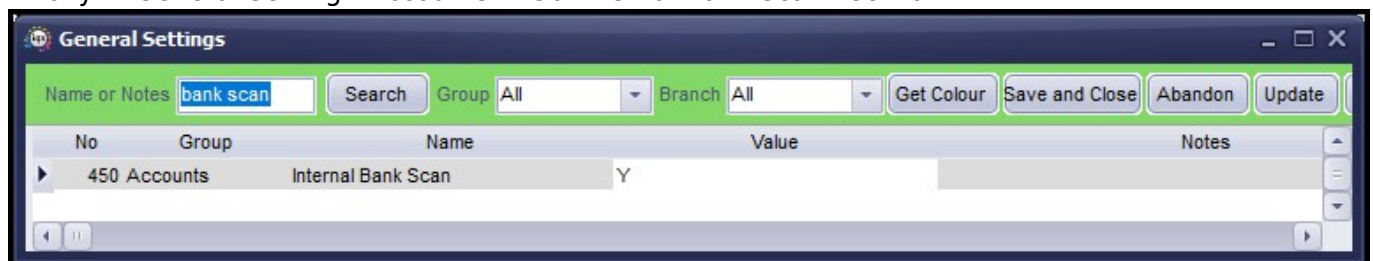 General Settings
Name or Notes bank scan Search Group All Branch All Get Colour Save and Close Abandon Update
No Group Name Value Notes
450 Accounts Internal Bank Scan Y